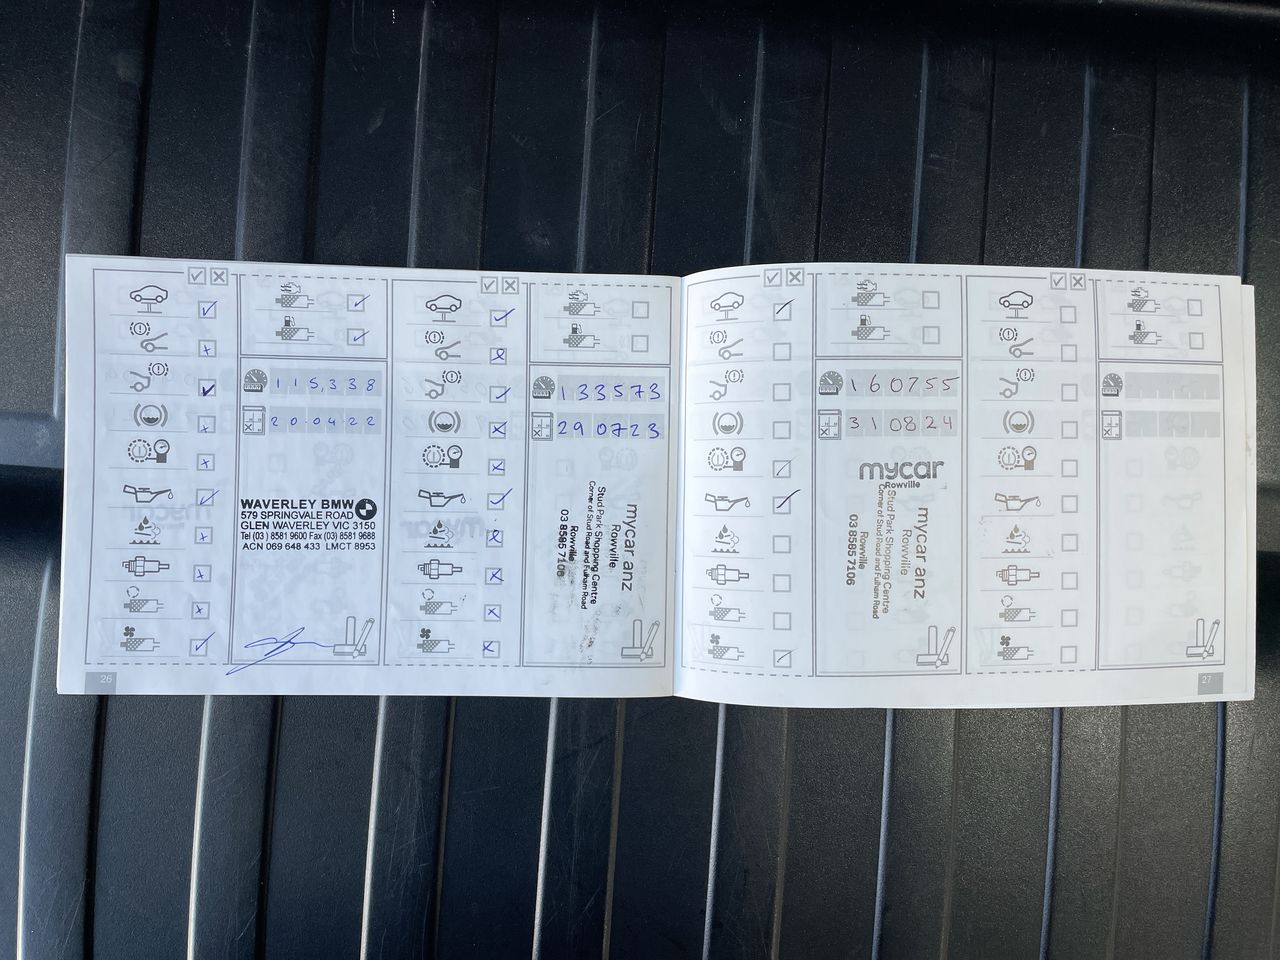 115,338
20.04.22
WAVERLEY BMW
579 SPRINGVALE ROAD
GLEN WAVERLEY VIC 3150
Tel (03) 8581 9600 Fax (03) 8581 9688
ACN 069 648 433 LMCT 8953
26
133573
290723
mycar anz
Rowville
Stud Park Shopping Centre
Corner of Stud Road and Fulham Road
Rowville
03 8585 7106
160755
310824
mycar
Rowville
mycar anz
Rowville
Stud Park Shopping Centre
Corner of Stud Road and Fulham Road
Rowville
03 8585 7106
27